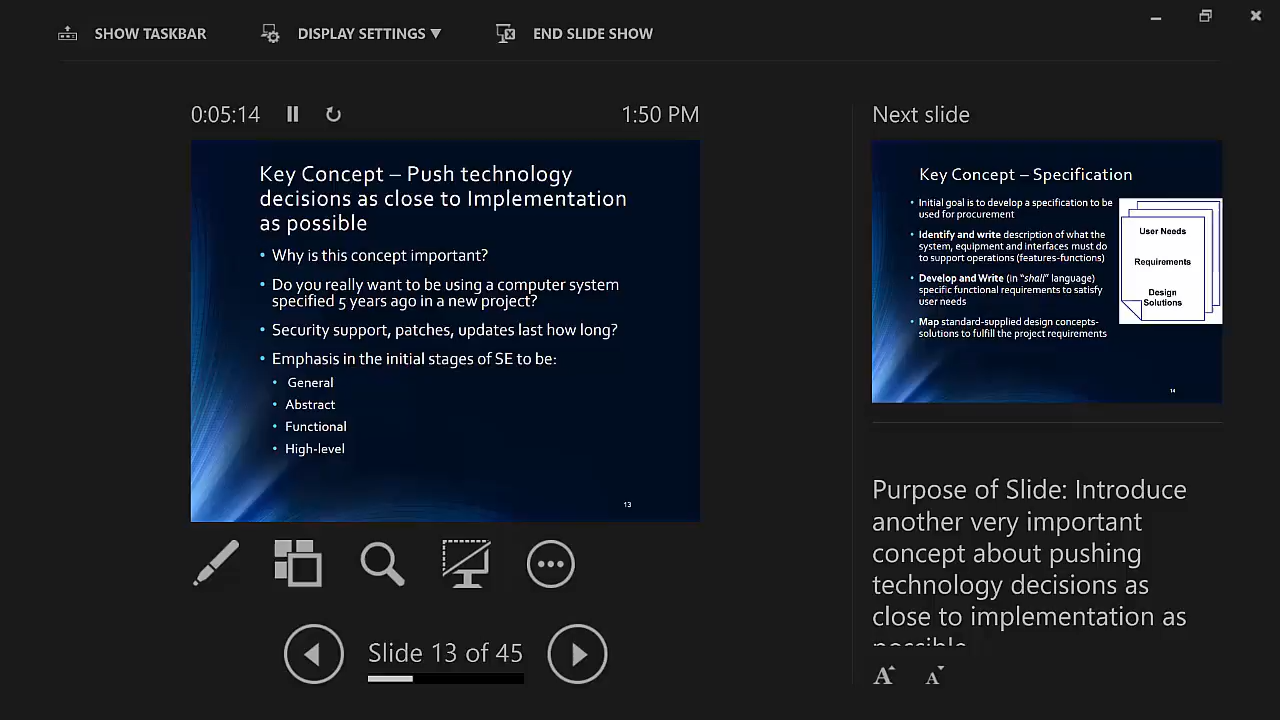 SHOW TASKBAR
DISPLAY SETTINGS ▼
END SLIDE SHOW
0:05:14
1:50 PM
Key Concept – Push technology
decisions as close to Implementation
as possible
• Why is this concept important?
• Do you really want to be using a computer system
specified 5 years ago in a new project?
• Security support, patches, updates last how long?
• Emphasis in the initial stages of SE to be:
• General
• Abstract
• Functional
• High-level
13
Slide 13 of 45
Next slide
Key Concept – Specification
• Initial goal is to develop a specification to be
used for procurement
• Identify and write description of what the
system, equipment and interfaces must do
to support operations (features-functions)
• Develop and Write (in “shall” language)
specific functional requirements to satisfy
user needs
• Map standard-supplied design concepts-
solutions to fulfill the project requirements
User Needs
Requirements
Design
Solutions
14
Purpose of Slide: Introduce
another very important
concept about pushing
technology decisions as
close to implementation as
possible
A
A